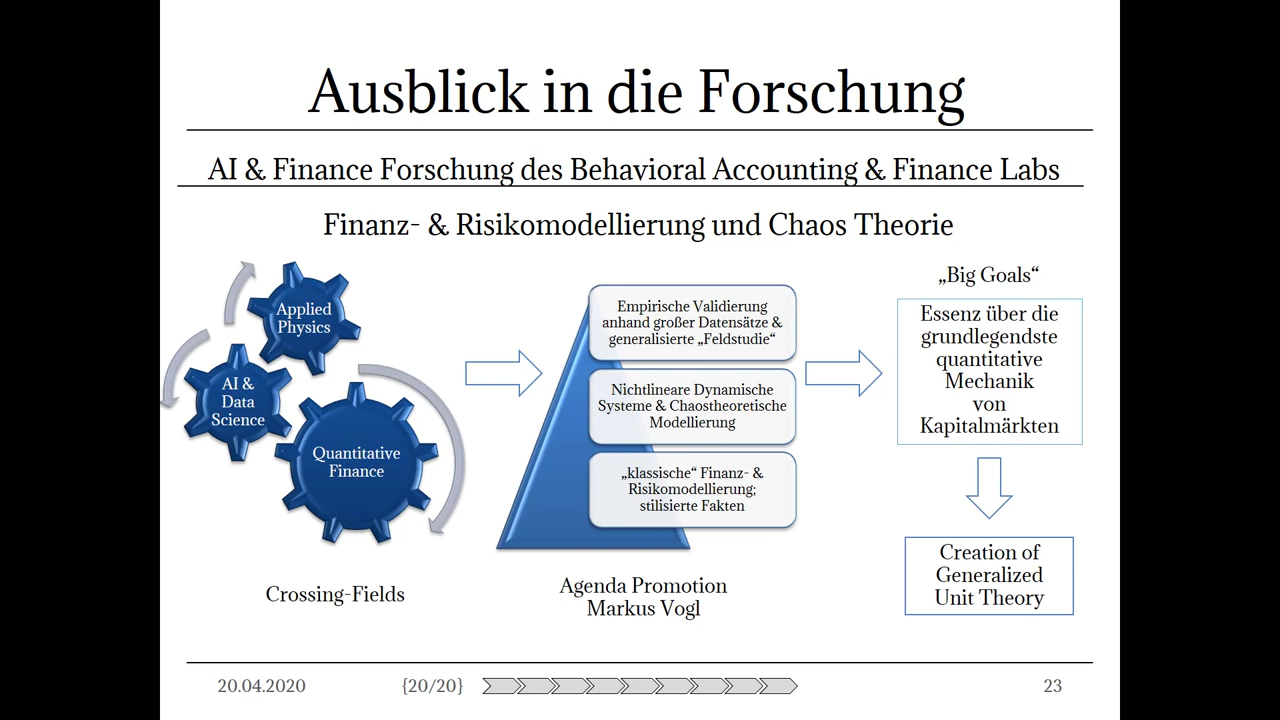 Ausblick in die Forschung
AI & Finance Forschung des Behavioral Accounting & Finance Labs
Finanz- & Risikomodellierung und Chaos Theorie
Applied
Physics
AI &
Data
Science
Quantitative
Finance
Crossing-Fields
Empirische Validierung
anhand großer Datensätze &
generalisierte „Feldstudie“
Nichtlineare Dynamische
Systeme & Chaostheoretische
Modellierung
„klassische“ Finanz- &
Risikomodellierung;
stilisierte Fakten
Agenda Promotion
Markus Vogl
„Big Goals“
Essenz über die
grundlegendste
quantitative
Mechanik
von
Kapitalmärkten
Creation of
Generalized
Unit Theory
20.04.2020
{20/20}
23